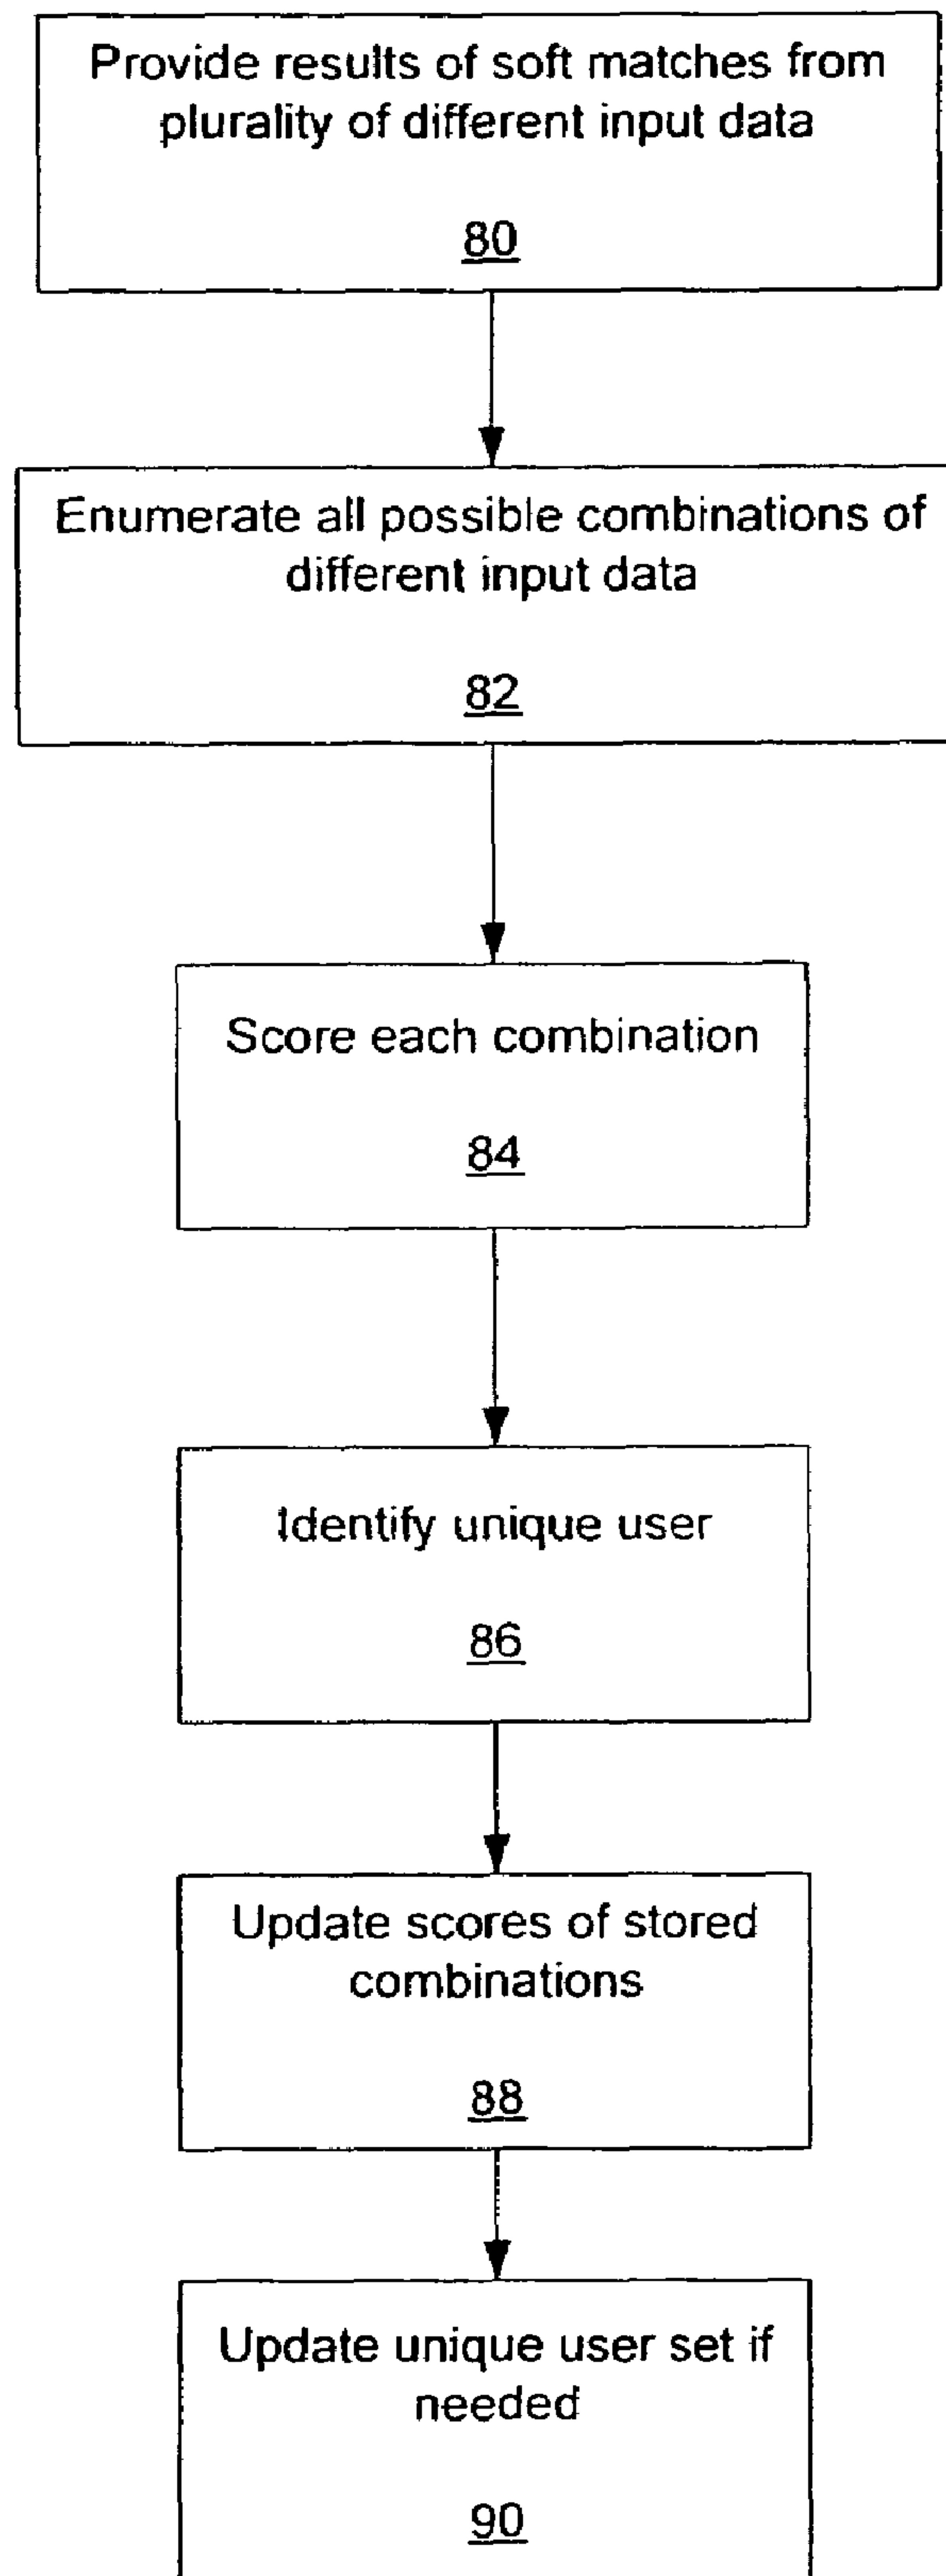 Provide results of soft matches from
plurality of different input data
80
Enumerate all possible combinations of
different input data
82
Score each combination
84
Identify unique user
86
Update scores of stored
combinations
88
Update unique user set if
needed
90